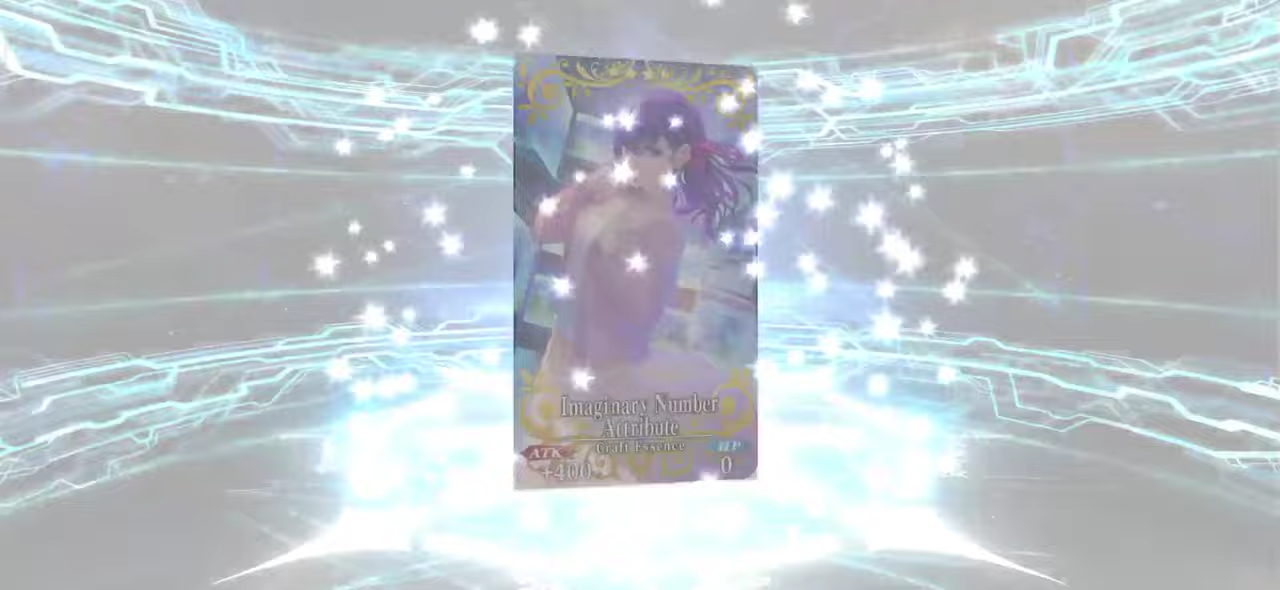 Imaginary Number
Attribute
Craft Essence
ATK HP
+400 0